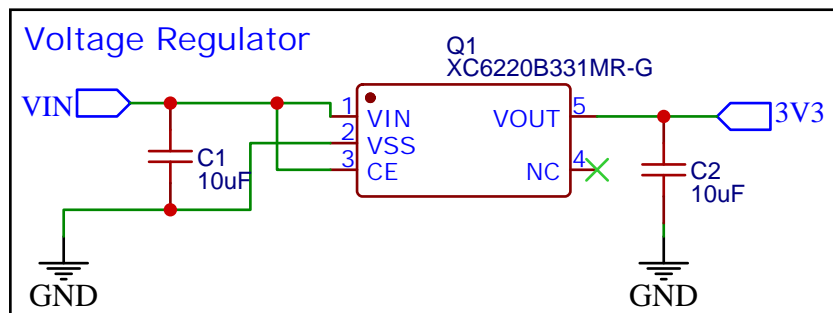 Voltage Regulator
Q1
XC6220B331MR-G
VIN
1
VIN
VOUT
5
3V3
2
VSS
3
CE
NC
4
C1
10uF
C2
10uF
GND
GND